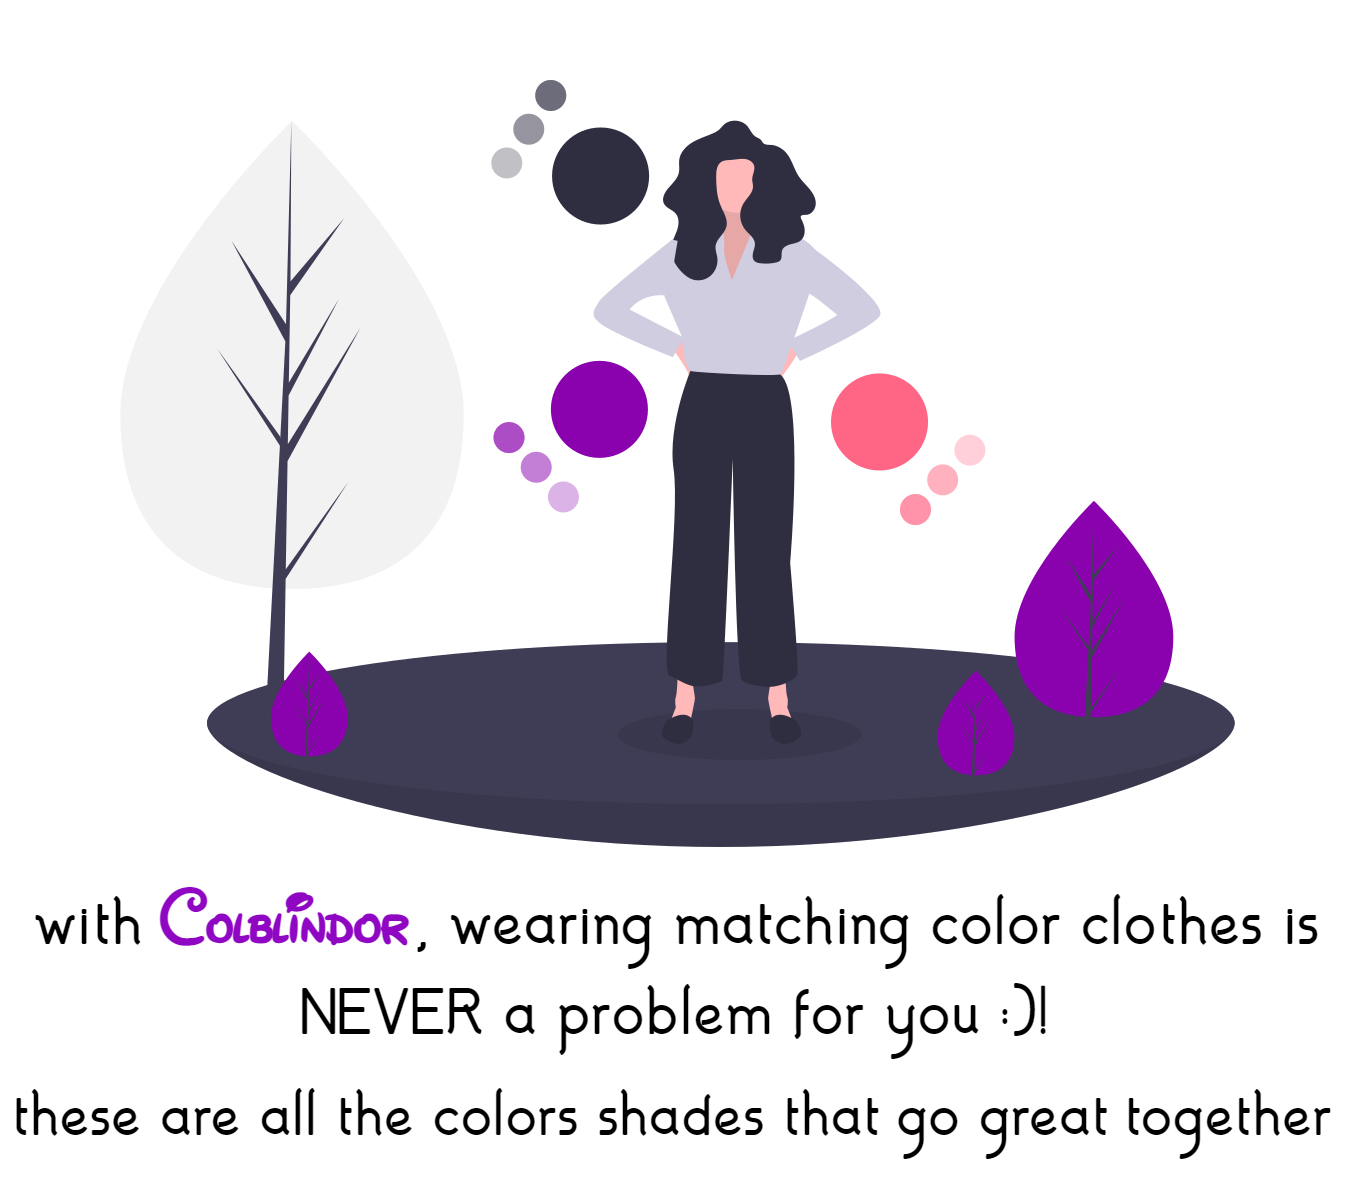 with Colblindor, wearing matching color clothes is
NEVER a problem for you :)!
these are all the colors shades that go great together